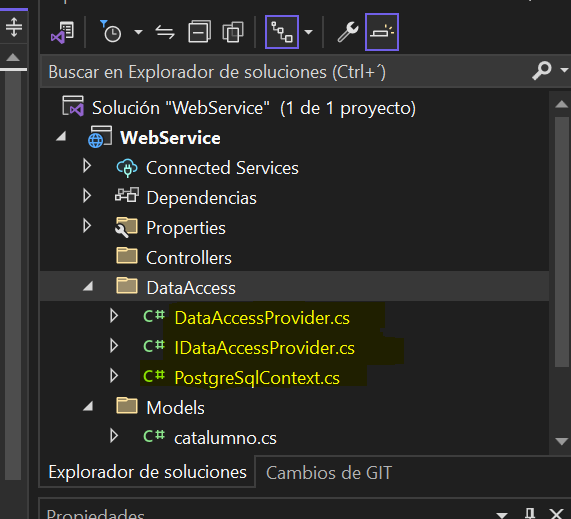 Buscar en Explorador de soluciones (Ctrl+´)
Solución "WebService" (1 de 1 proyecto)
WebService
Connected Services
Dependencias
Properties
Controllers
DataAccess
C# DataAccessProvider.cs
C# IDataAccessProvider.cs
C# PostgreSqlContext.cs
Models
C# catalumno.cs
Explorador de soluciones Cambios de GIT
Propiedades